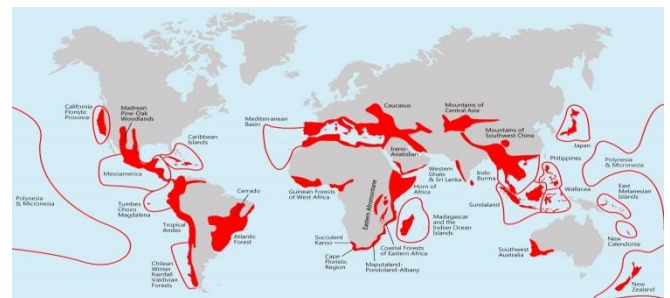 California
Floristic
Province
Madrean
Pine-Oak
Woodlands
Caribbean
Islands
Mesoamerica
Polynesia
& Micronesia
Tumbes
Choco
Magdalena
Tropical
Andes
Cerrado
Atlantic
Forest
Chilean
Winter
Rainfall
Valdivian
Forests
Mediterranean
Basin
Caucasus
Irano-
Anatolian
Mountains of
Central Asia
Mountains of
Southwest China
Japan
Guinean Forests
of West Africa
Eastern Afromontane
Horn of
Africa
Western
Ghats &
Sri Lanka
Indo
Burma
Philippines
Polynesia &
Micronesia
Sundaland
Wallacea
East
Melanesian
Islands
Madagascar
and the
Indian Ocean
Islands
Coastal Forests
of Eastern Africa
Succulent
Karoo
Cape
Floristic
Region
Maputaland-
Pondoland-Albany
Southwest
Australia
New
Calendonia
New
Zealand